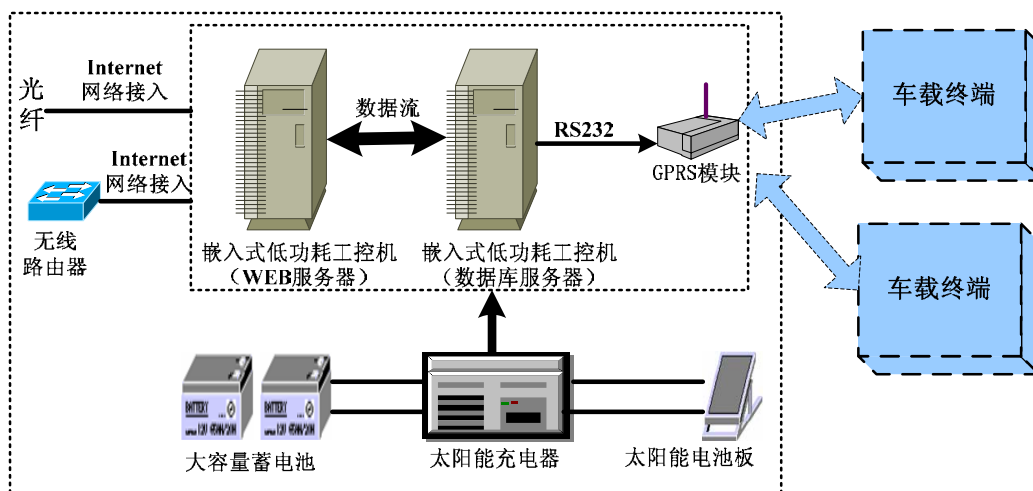 光
纤
Internet
网络接入
Internet
网络接入
无线
路由器
数据流
RS232
GPRS模块
嵌入式低功耗工控机
（WEB服务器）
嵌入式低功耗工控机
（数据库服务器）
车载终端
车载终端
BATTERY
BATTERY
大容量蓄电池
太阳能充电器
太阳能电池板